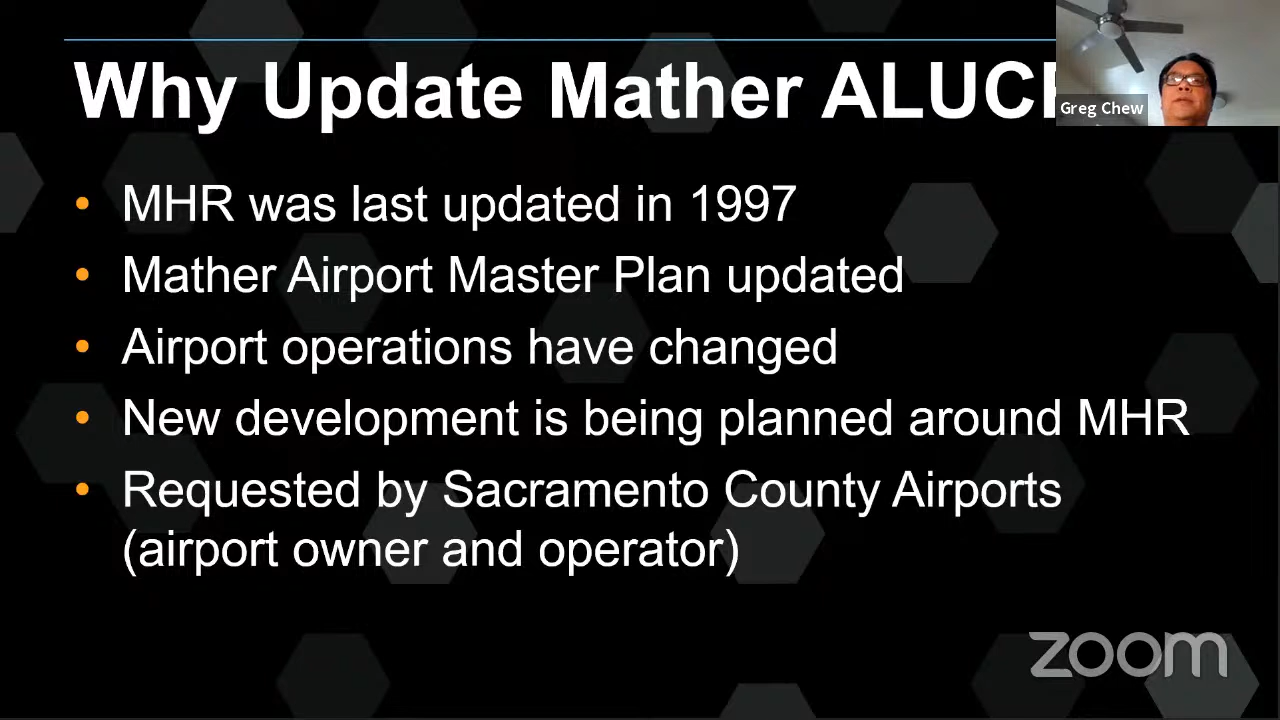 Why Update Mather ALUC
Greg Chew
• MHR was last updated in 1997
• Mather Airport Master Plan updated
• Airport operations have changed
• New development is being planned around MHR
• Requested by Sacramento County Airports
(airport owner and operator)
zoom